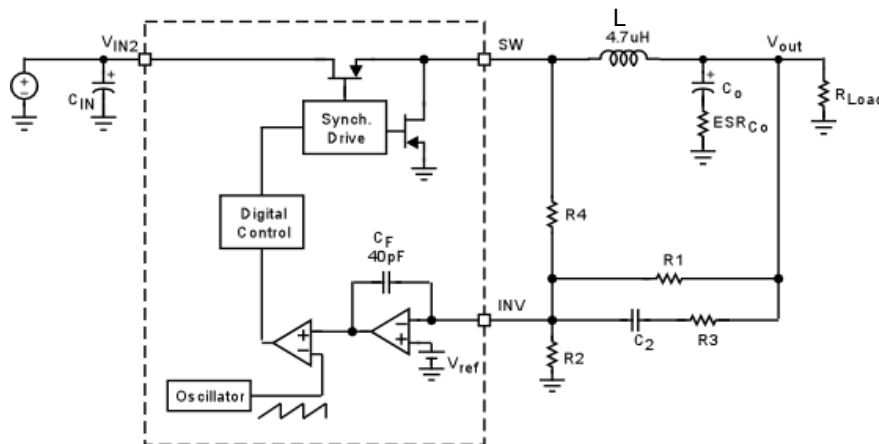 L
4.7uH
V_IN2
SW
V_out
C_IN
C_o
R_Load
ESR_Co
Synch.
Drive
Digital
Control
R4
C_F
40pF
R1
INV
C_2
R3
R2
V_ref
Oscillator